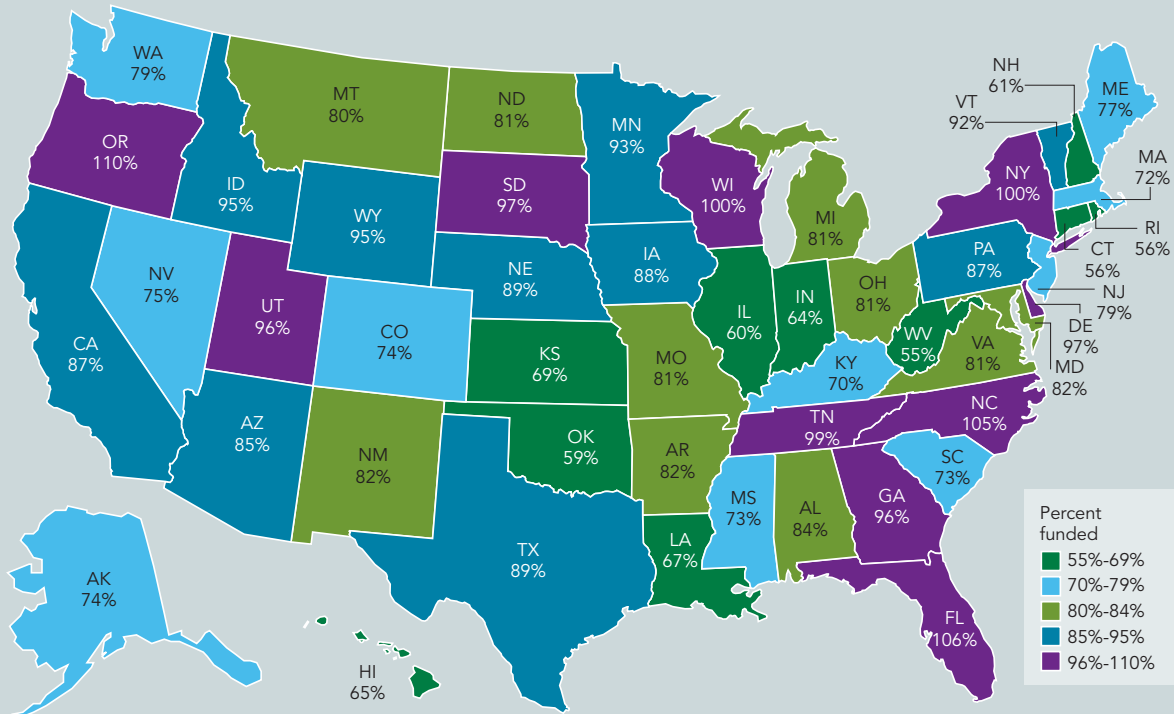 WA
79%
OR
110%
CA
87%
NV
75%
ID
95%
MT
80%
WY
95%
UT
96%
AZ
85%
CO
74%
NM
82%
ND
81%
SD
97%
NE
89%
KS
69%
OK
59%
TX
89%
MN
93%
IA
88%
MO
81%
AR
82%
LA
67%
WI
100%
IL
60%
MI
81%
IN
64%
OH
81%
KY
70%
TN
99%
MS
73%
AL
84%
GA
96%
FL
106%
SC
73%
NC
105%
VA
81%
WV
55%
PA
87%
NY
100%
VT
92%
NH
61%
ME
77%
MA
72%
RI
56%
CT
56%
NJ
79%
DE
97%
MD
82%
AK
74%
HI
65%
Percent
funded
55%-69%
70%-79%
80%-84%
85%-95%
96%-110%